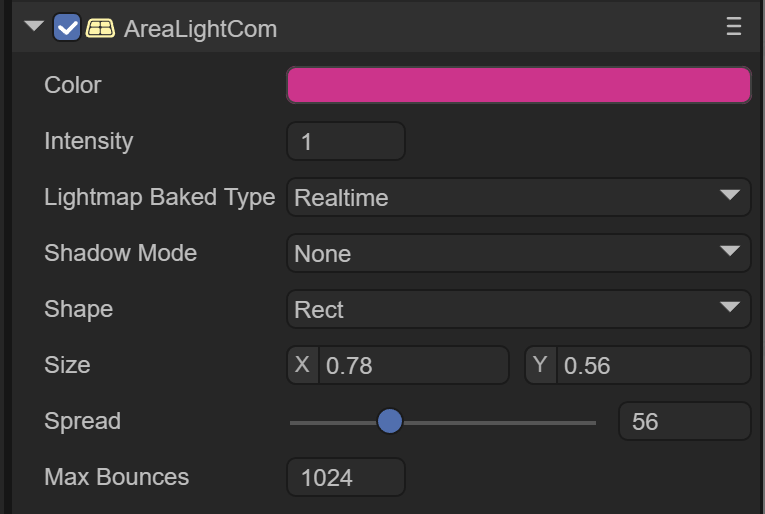 AreaLightCom
Color
Intensity 1
Lightmap Baked Type Realtime
Shadow Mode None
Shape Rect
Size X 0.78 Y 0.56
Spread 56
Max Bounces 1024